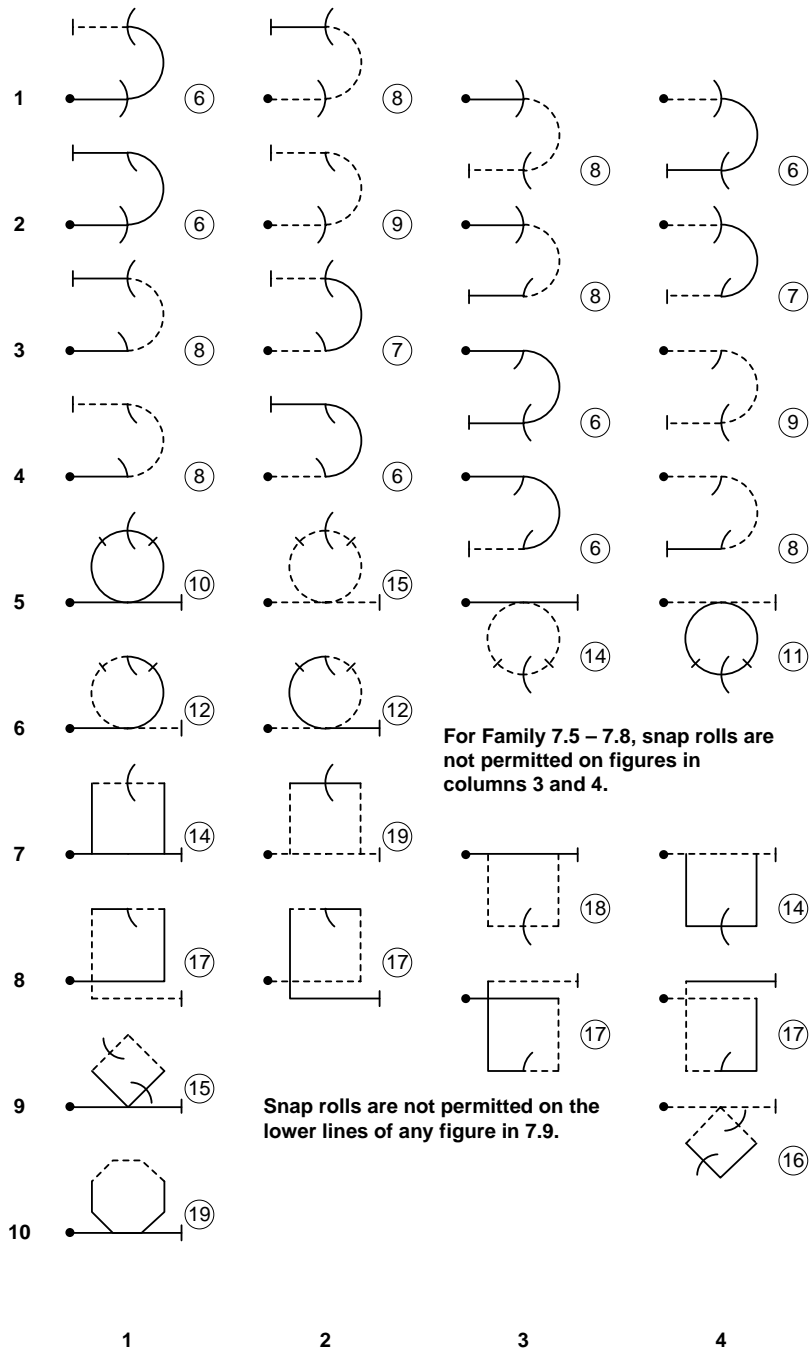 1 6 8 8 6
2 6 9 8 7
3 8 7 6 9
4 8 6 6 8
5 10 15 14 11
6 12 12
For Family 7.5 – 7.8, snap rolls are
not permitted on figures in
columns 3 and 4.
7 14 19 18 14
8 17 17 17 17
9 15 16
Snap rolls are not permitted on the
lower lines of any figure in 7.9.
10 19
1 2 3 4